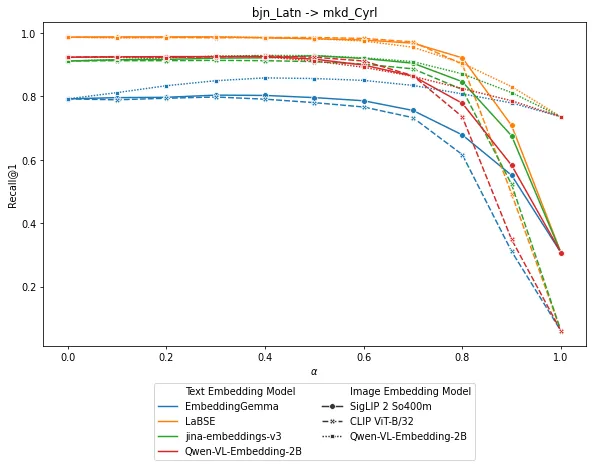 bjn_Latn -> mkd_Cyrl
Recall@1
1.0
0.8
0.6
0.4
0.2
0.0
0.2
0.4
0.6
0.8
1.0
α
Text Embedding Model
EmbeddingGemma
LaBSE
jina-embeddings-v3
Qwen-VL-Embedding-2B
Image Embedding Model
SigLIP 2 So400m
CLIP ViT-B/32
Qwen-VL-Embedding-2B